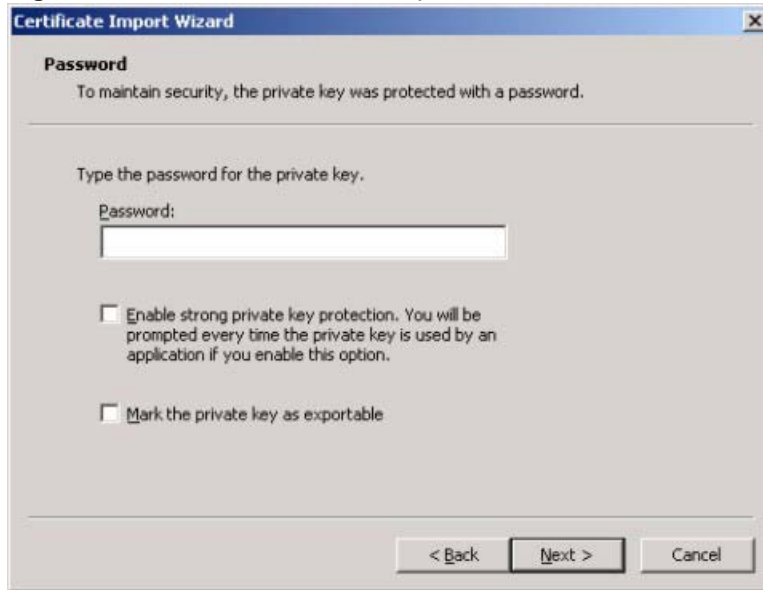 Certificate Import Wizard
Password
To maintain security, the private key was protected with a password.
Type the password for the private key.
Password:
Enable strong private key protection. You will be
prompted every time the private key is used by an
application if you enable this option.
Mark the private key as exportable
< Back
Next >
Cancel